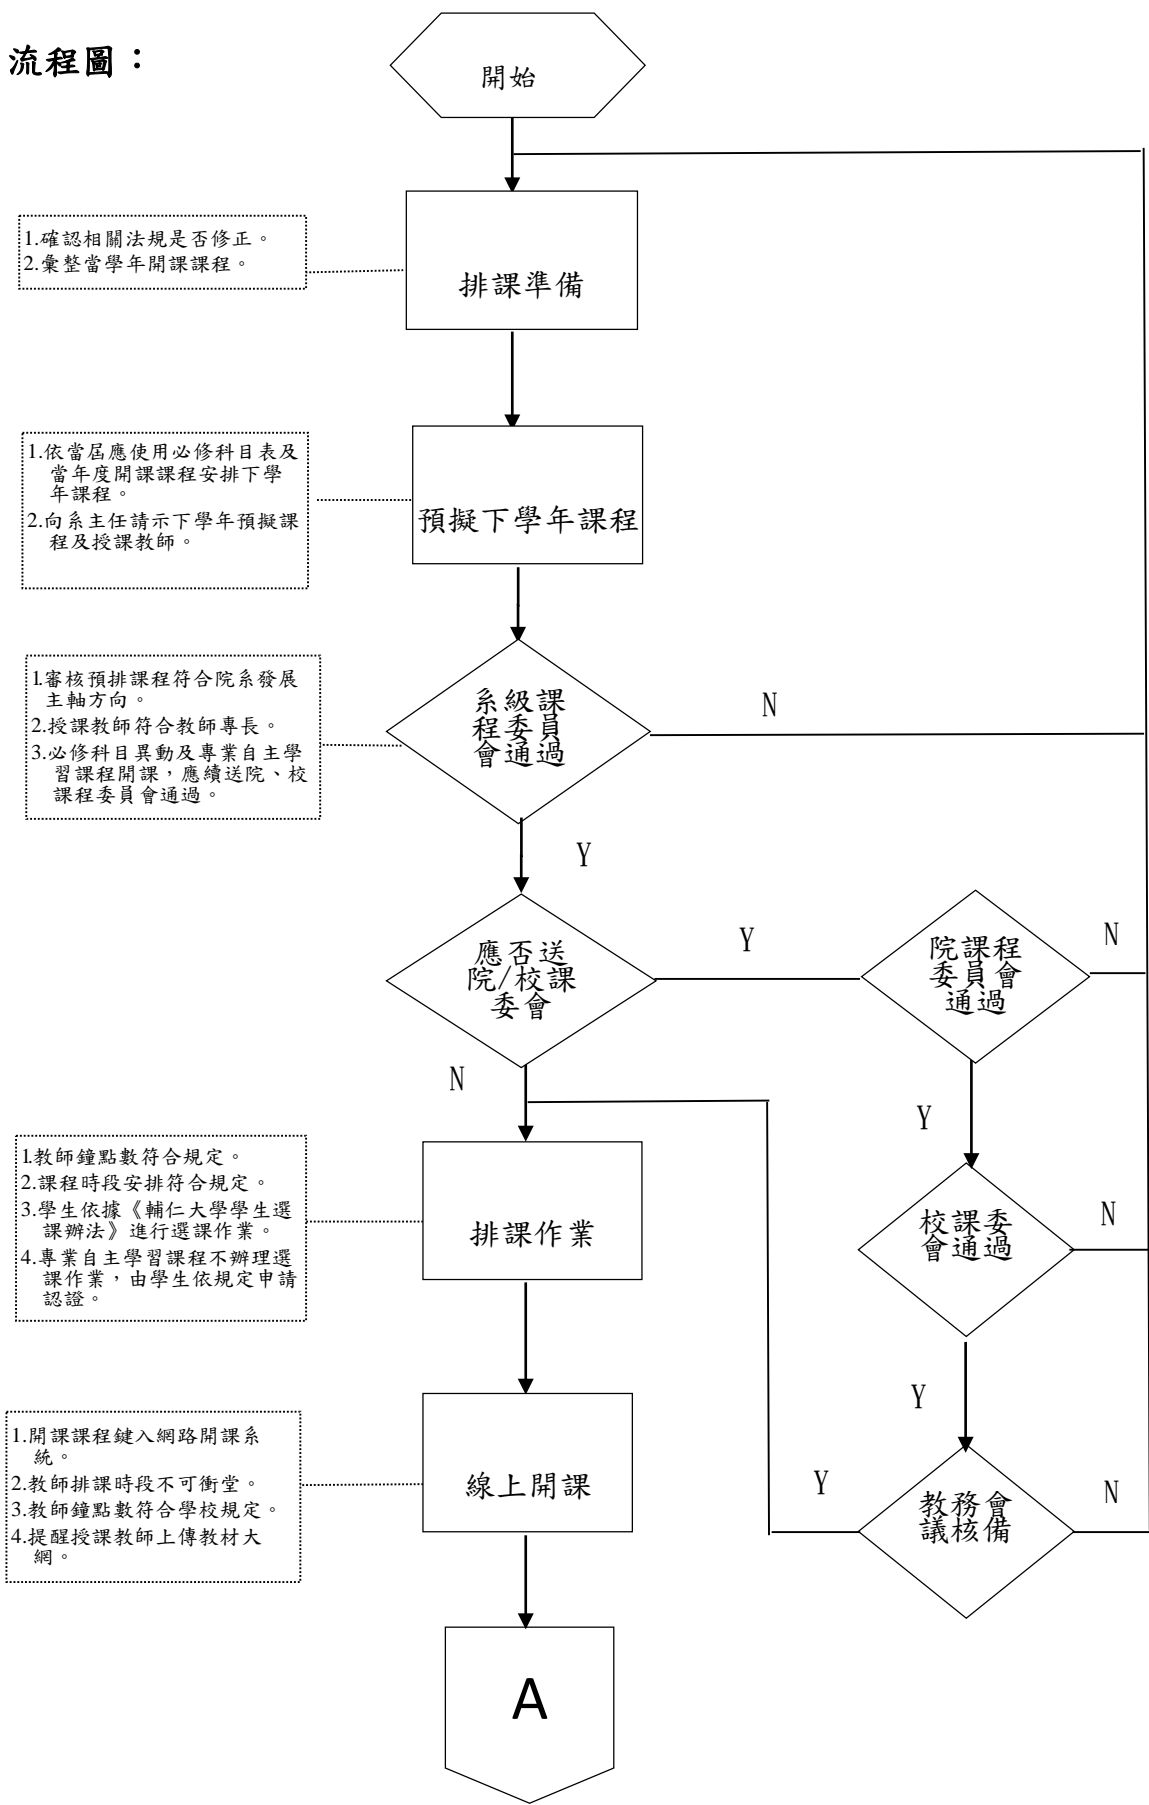 流程圖：
開始
1.確認相關法規是否修正。
2.彙整當學年開課課程。
排課準備
1.依當屆應使用必修科目表及
當年度開課課程安排下學
年課程。
2.向系主任請示下學年預擬課
程及授課教師。
預擬下學年課程
1.審核預排課程符合院系發展
主軸方向。
2.授課教師符合教師專長。
3.必修科目異動及專業自主學
習課程開課，應續送院、校
課程委員會通過。
系級課
程委員
會通過
N
Y
應否送
院/校課
委會
Y
院課程
委員會
通過
N
N
Y
1.教師鐘點數符合規定。
2.課程時段安排符合規定。
3.學生依據《輔仁大學學生選
課辦法》進行選課作業。
4.專業自主學習課程不辦理選
課作業，由學生依規定申請
認證。
排課作業
校課委
會通過
N
Y
1.開課課程鍵入網路開課系
統。
2.教師排課時段不可衝堂。
3.教師鐘點數符合學校規定。
4.提醒授課教師上傳教材大
網。
線上開課
Y
教務會
議核備
N
A